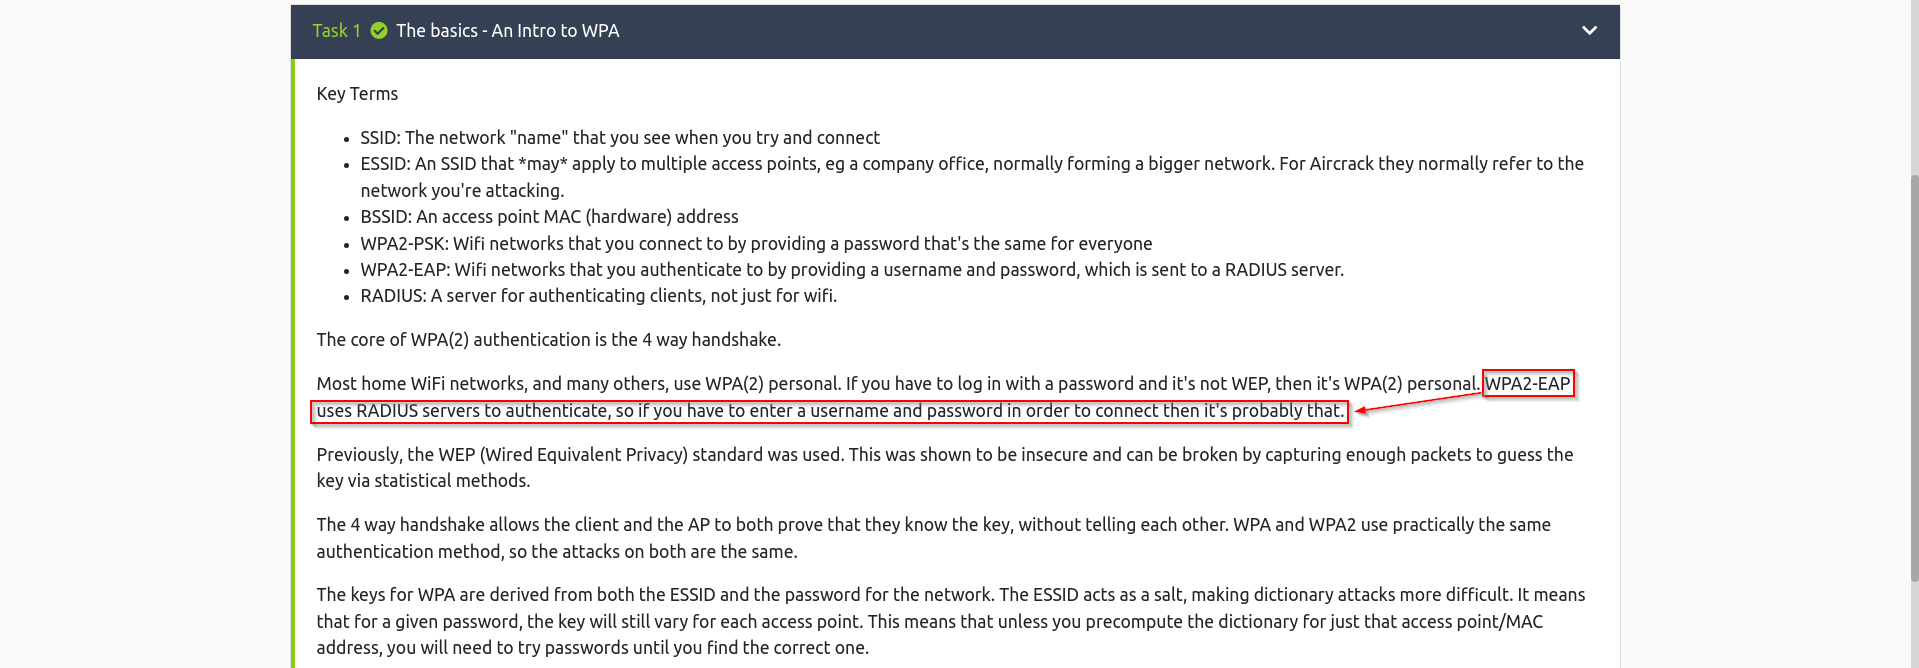 Task 1 The basics - An Intro to WPA
Key Terms
• SSID: The network "name" that you see when you try and connect
• ESSID: An SSID that *may* apply to multiple access points, eg a company office, normally forming a bigger network. For Aircrack they normally refer to the
network you're attacking.
• BSSID: An access point MAC (hardware) address
• WPA2-PSK: Wifi networks that you connect to by providing a password that's the same for everyone
• WPA2-EAP: Wifi networks that you authenticate to by providing a username and password, which is sent to a RADIUS server.
• RADIUS: A server for authenticating clients, not just for wifi.
The core of WPA(2) authentication is the 4 way handshake.
Most home WiFi networks, and many others, use WPA(2) personal. If you have to log in with a password and it's not WEP, then it's WPA(2) personal. WPA2-EAP
uses RADIUS servers to authenticate, so if you have to enter a username and password in order to connect then it's probably that.
Previously, the WEP (Wired Equivalent Privacy) standard was used. This was shown to be insecure and can be broken by capturing enough packets to guess the
key via statistical methods.
The 4 way handshake allows the client and the AP to both prove that they know the key, without telling each other. WPA and WPA2 use practically the same
authentication method, so the attacks on both are the same.
The keys for WPA are derived from both the ESSID and the password for the network. The ESSID acts as a salt, making dictionary attacks more difficult. It means
that for a given password, the key will still vary for each access point. This means that unless you precompute the dictionary for just that access point/MAC
address, you will need to try passwords until you find the correct one.